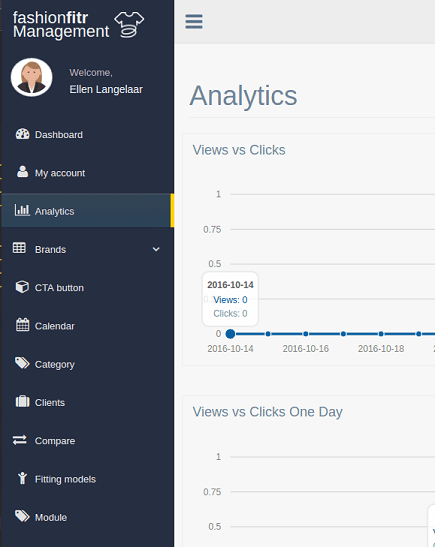 fashionfitr
Management
Welcome,
Ellen Langelaar
Dashboard
My account
Analytics
Brands
CTA button
Calendar
Category
Clients
Compare
Fitting models
Module
Analytics
Views vs Clicks
1
0.75
0.5
2016-10-14
Views: 0
Clicks: 0
0
2016-10-14
2016-10-16
2016-10-18
Views vs Clicks One Day
1
0.75
0.5